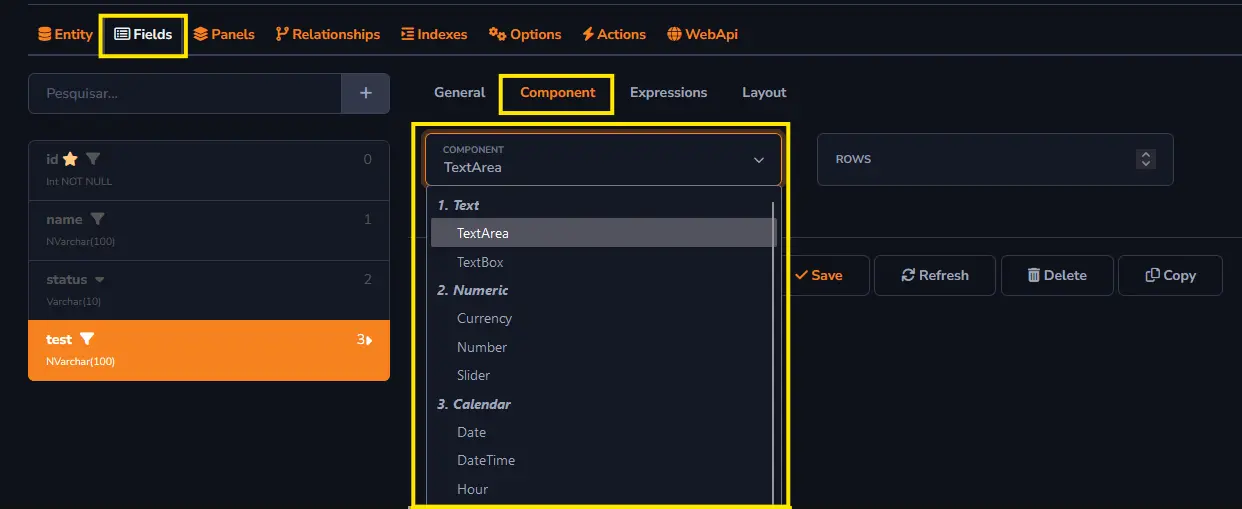 Entity Fields Panels Relationships Indexes Options Actions WebApi
Pesquisar...
General Component Expressions Layout
id 0
Int NOT NULL
name 1
NVarchar(100)
status 2
Varchar(10)
test 3
NVarchar(100)
COMPONENT
TextArea
ROWS
1. Text
TextArea
TextBox
2. Numeric
Currency
Number
Slider
3. Calendar
Date
DateTime
Hour
Save Refresh Delete Copy